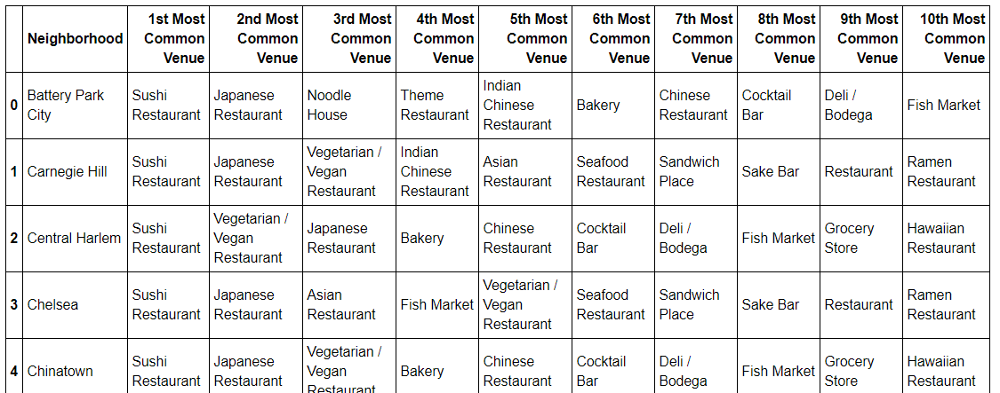 Neighborhood 1st Most Common Venue 2nd Most Common Venue 3rd Most Common Venue 4th Most Common Venue 5th Most Common Venue 6th Most Common Venue 7th Most Common Venue 8th Most Common Venue 9th Most Common Venue 10th Most Common Venue
0 Battery Park City Sushi Restaurant Japanese Restaurant Noodle House Theme Restaurant Indian Chinese Restaurant Bakery Chinese Restaurant Cocktail Bar Deli / Bodega Fish Market
1 Carnegie Hill Sushi Restaurant Japanese Restaurant Vegetarian / Vegan Restaurant Indian Chinese Restaurant Asian Restaurant Seafood Restaurant Sandwich Place Sake Bar Restaurant Ramen Restaurant
2 Central Harlem Sushi Restaurant Vegetarian / Vegan Restaurant Japanese Restaurant Bakery Chinese Restaurant Cocktail Bar Deli / Bodega Fish Market Grocery Store Hawaiian Restaurant
3 Chelsea Sushi Restaurant Japanese Restaurant Asian Restaurant Fish Market Vegetarian / Vegan Restaurant Seafood Restaurant Sandwich Place Sake Bar Restaurant Ramen Restaurant
4 Chinatown Sushi Restaurant Japanese Restaurant Vegetarian / Vegan Restaurant Bakery Chinese Restaurant Cocktail Bar Deli / Bodega Fish Market Grocery Store Hawaiian Restaurant